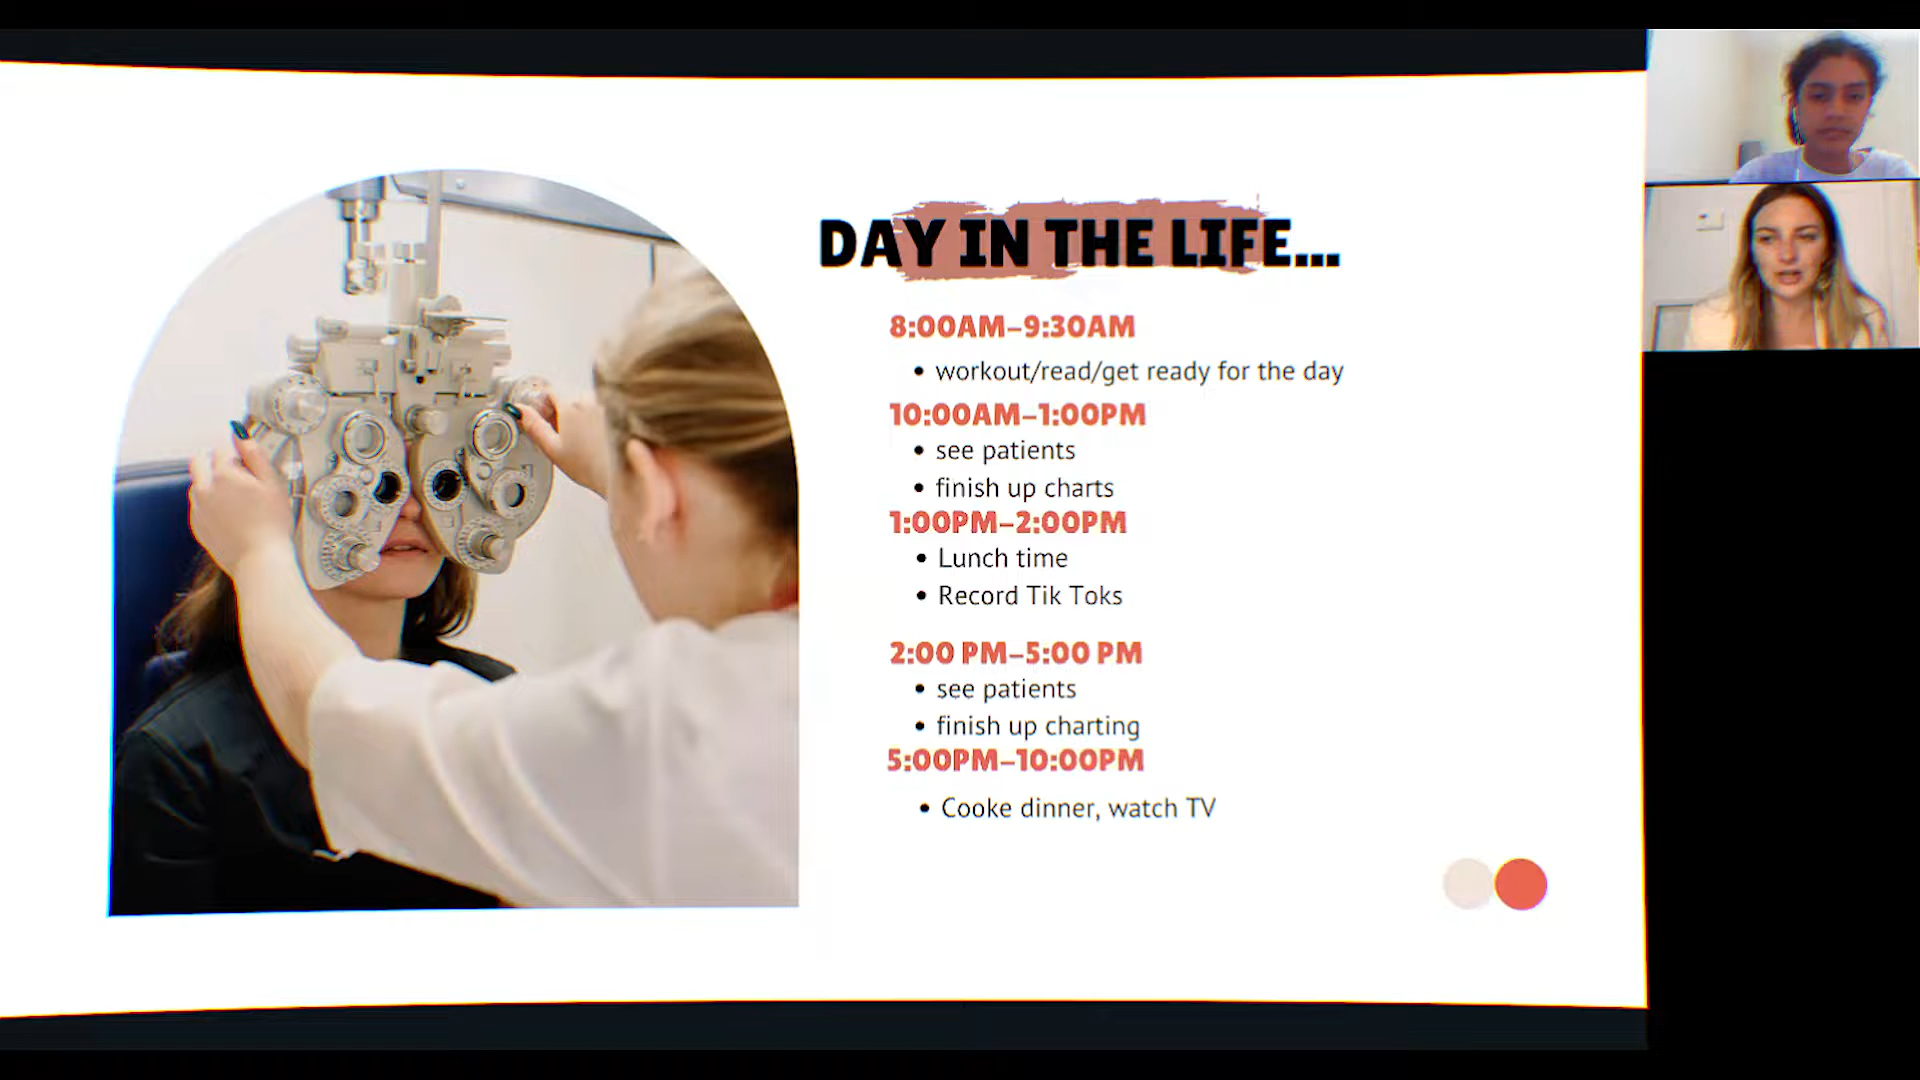 DAY IN THE LIFE...
8:00AM–9:30AM
• workout/read/get ready for the day
10:00AM–1:00PM
• see patients
• finish up charts
1:00PM–2:00PM
• Lunch time
• Record Tik Toks
2:00 PM–5:00 PM
• see patients
• finish up charting
5:00PM–10:00PM
• Cooke dinner, watch TV